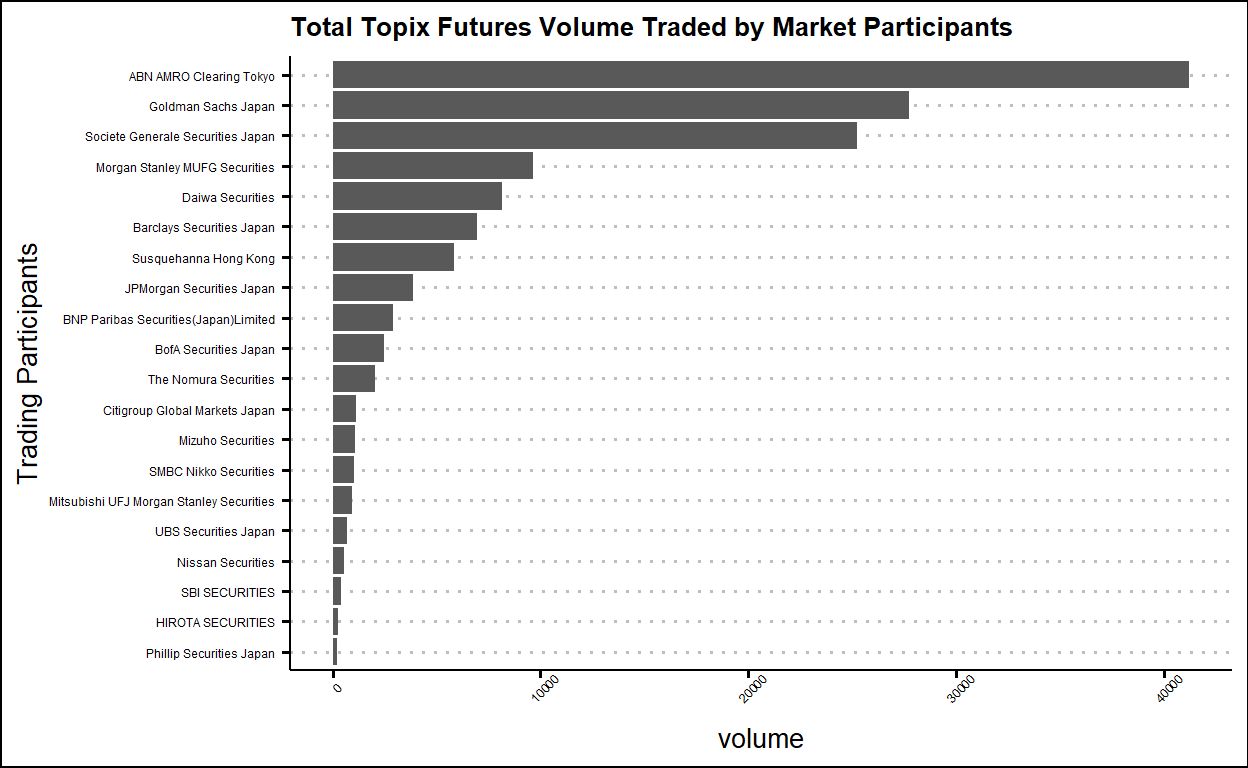 Total Topix Futures Volume Traded by Market Participants
Trading Participants
ABN AMRO Clearing Tokyo
Goldman Sachs Japan
Societe Generale Securities Japan
Morgan Stanley MUFG Securities
Daiwa Securities
Barclays Securities Japan
Susquehanna Hong Kong
JPMorgan Securities Japan
BNP Paribas Securities(Japan)Limited
BofA Securities Japan
The Nomura Securities
Citigroup Global Markets Japan
Mizuho Securities
SMBC Nikko Securities
Mitsubishi UFJ Morgan Stanley Securities
UBS Securities Japan
Nissan Securities
SBI SECURITIES
HIROTA SECURITIES
Phillip Securities Japan
0 10000 20000 30000 40000
volume